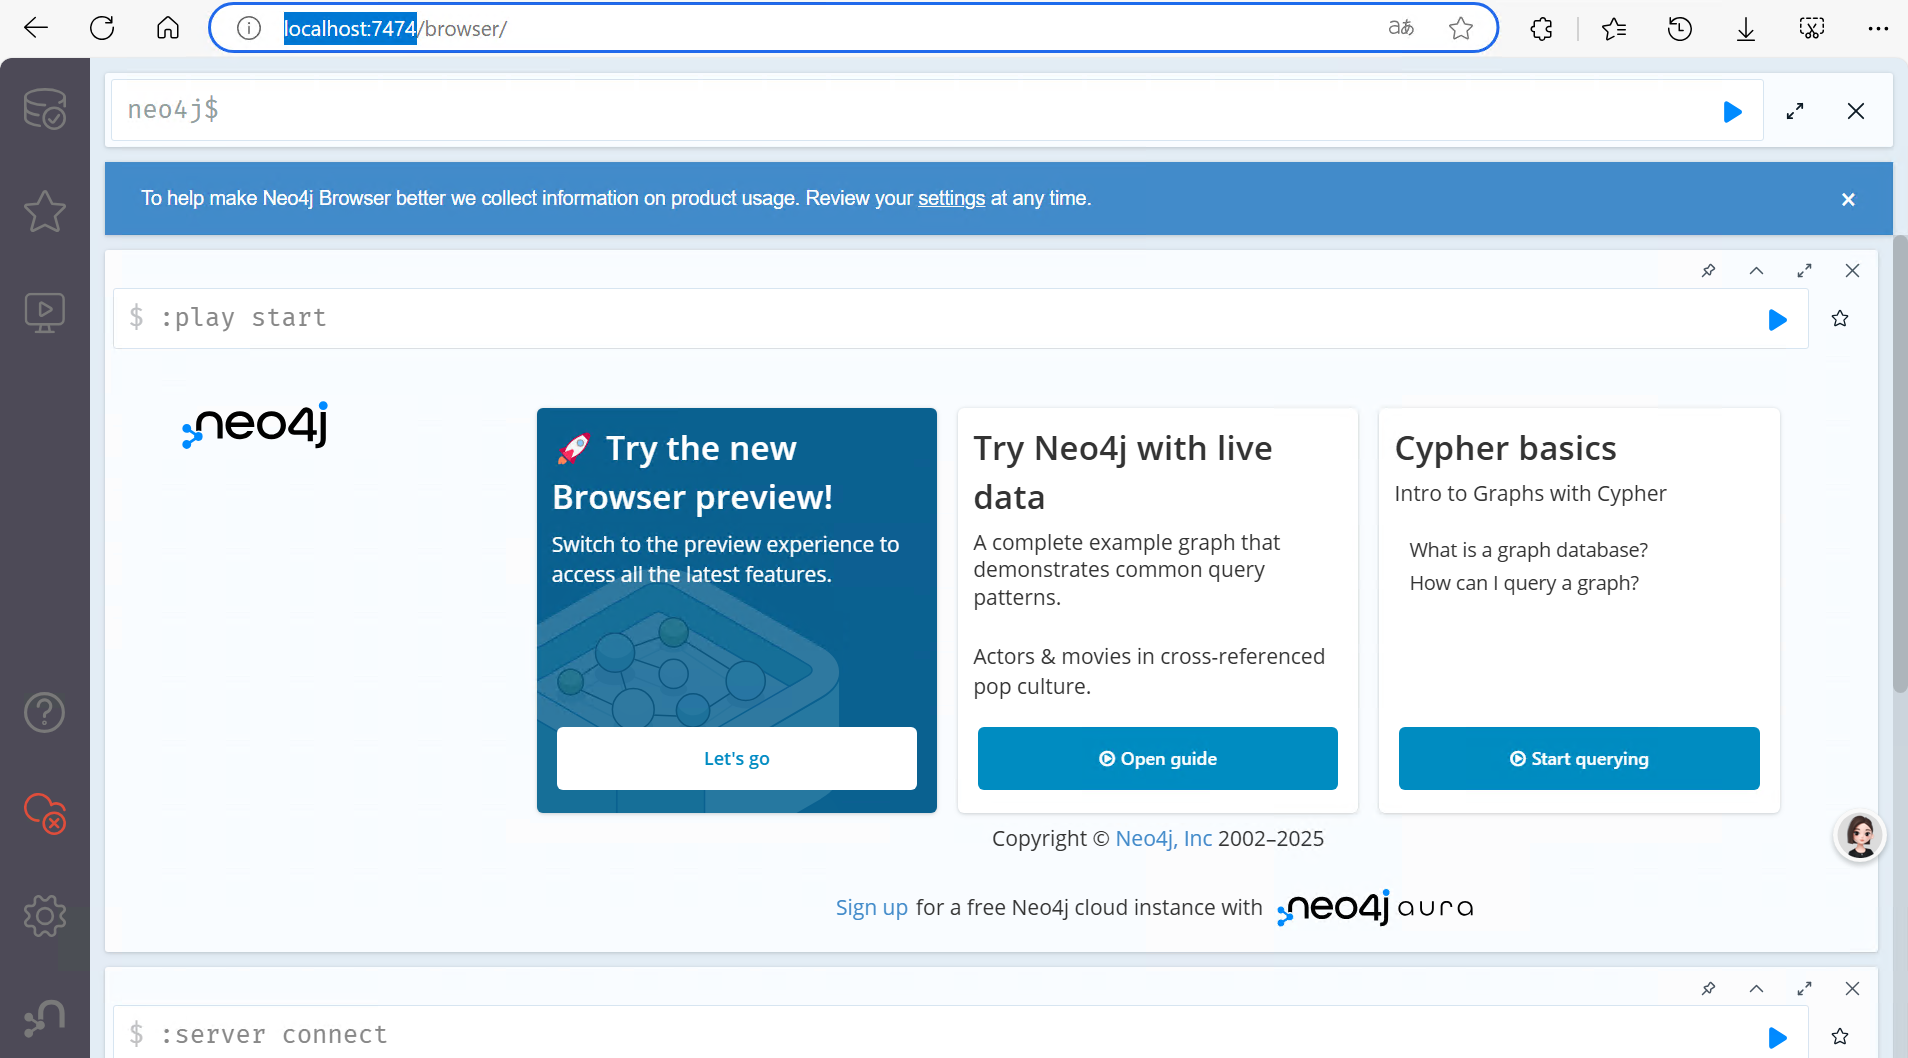 localhost:7474/browser/
aあ
neo4j$
To help make Neo4j Browser better we collect information on product usage. Review your settings at any time.
$ :play start
neo4j
🚀 Try the new
Browser preview!
Switch to the preview experience to
access all the latest features.
Let's go
Try Neo4j with live
data
A complete example graph that
demonstrates common query
patterns.
Actors & movies in cross-referenced
pop culture.
Open guide
Cypher basics
Intro to Graphs with Cypher
What is a graph database?
How can I query a graph?
Start querying
Copyright © Neo4j, Inc 2002–2025
Sign up for a free Neo4j cloud instance with neo4j aura
$ :server connect